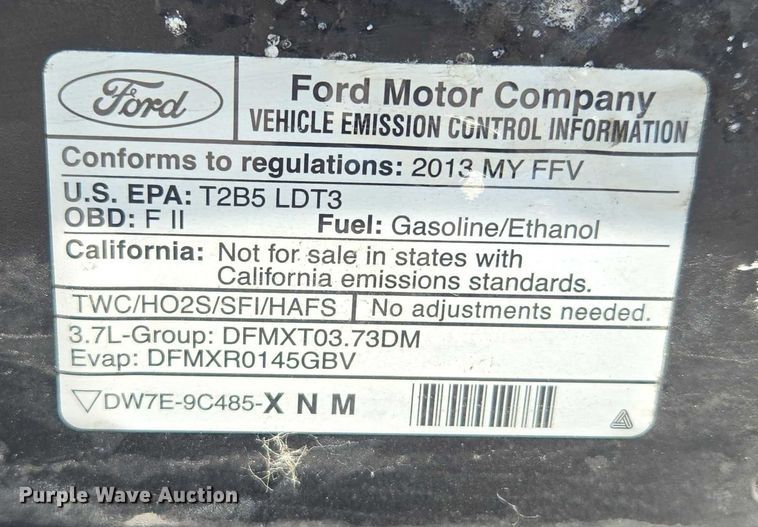 Ford
Ford Motor Company
VEHICLE EMISSION CONTROL INFORMATION
Conforms to regulations: 2013 MY FFV
U.S. EPA: T2B5 LDT3
OBD: F II Fuel: Gasoline/Ethanol
California: Not for sale in states with
California emissions standards.
TWC/HO2S/SFI/HAFS No adjustments needed.
3.7L-Group: DFMXT03.73DM
Evap: DFMXR0145GBV
DW7E-9C485-X N M
Purple Wave Auction